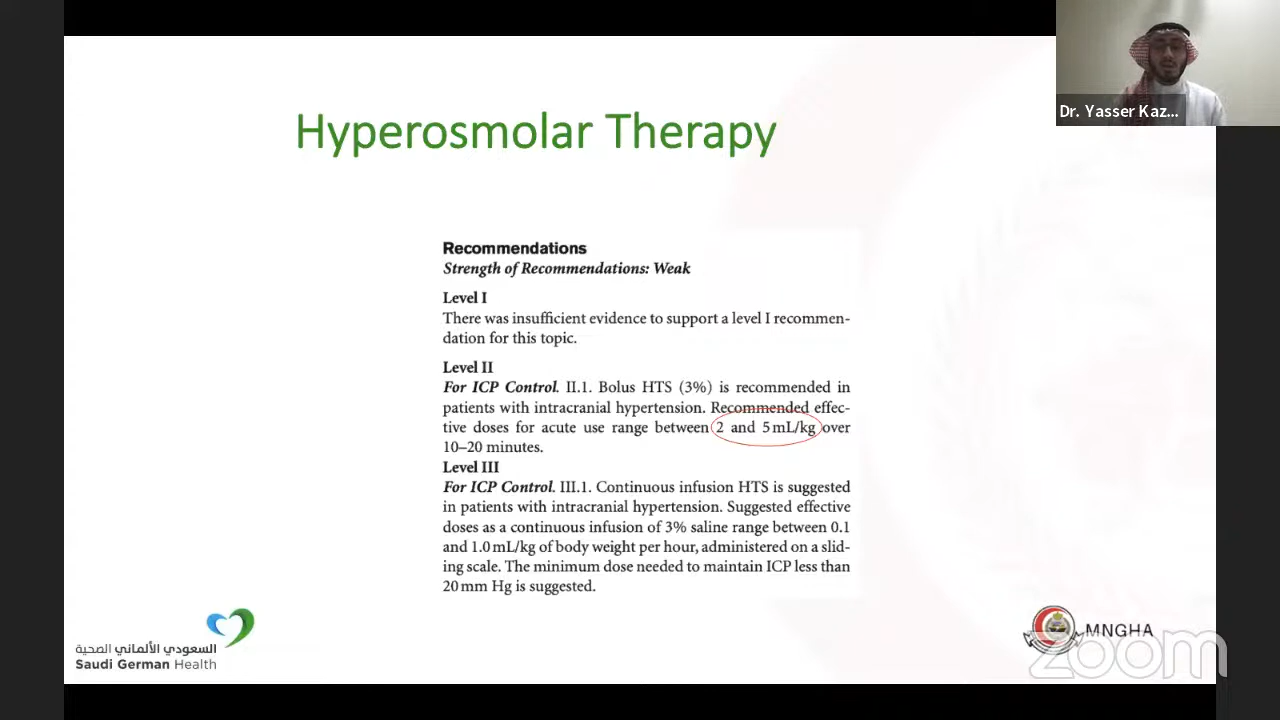 Dr. Yasser Kaz...
Hyperosmolar Therapy
Recommendations
Strength of Recommendations: Weak
Level I
There was insufficient evidence to support a level I recommen-
dation for this topic.
Level II
For ICP Control. II.1. Bolus HTS (3%) is recommended in
patients with intracranial hypertension. Recommended effec-
tive doses for acute use range between 2 and 5 mL/kg over
10–20 minutes.
Level III
For ICP Control. III.1. Continuous infusion HTS is suggested
in patients with intracranial hypertension. Suggested effective
doses as a continuous infusion of 3% saline range between 0.1
and 1.0 mL/kg of body weight per hour, administered on a slid-
ing scale. The minimum dose needed to maintain ICP less than
20 mm Hg is suggested.
السعودي الألماني الصحية
Saudi German Health
MNGHA
zoom